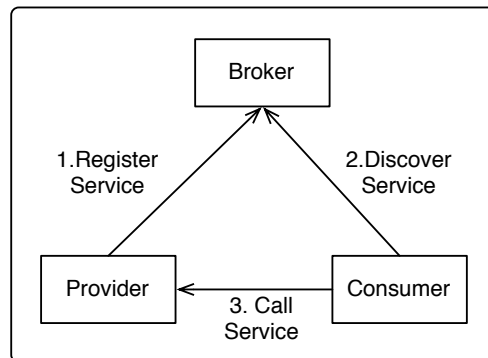 Broker
1.Register
Service
2.Discover
Service
Provider
Consumer
3. Call
Service